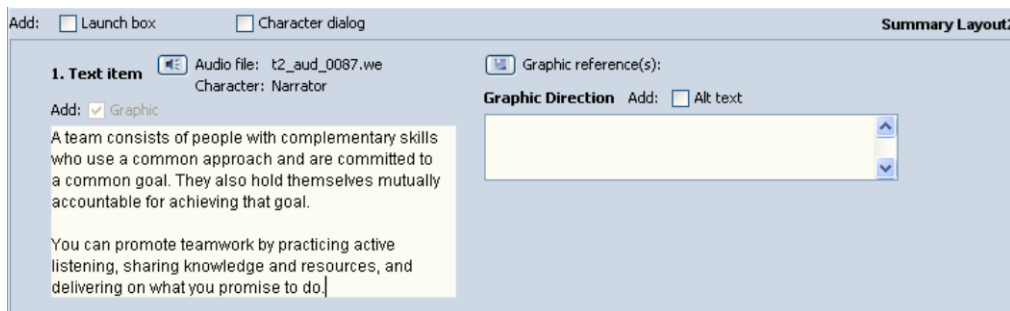 Add: Launch box Character dialog Summary Layout2
1. Text item Audio file: t2_aud_0087.we
Character: Narrator
Add: Graphic
A team consists of people with complementary skills
who use a common approach and are committed to
a common goal. They also hold themselves mutually
accountable for achieving that goal.
You can promote teamwork by practicing active
listening, sharing knowledge and resources, and
delivering on what you promise to do.
Graphic reference(s):
Graphic Direction Add: Alt text